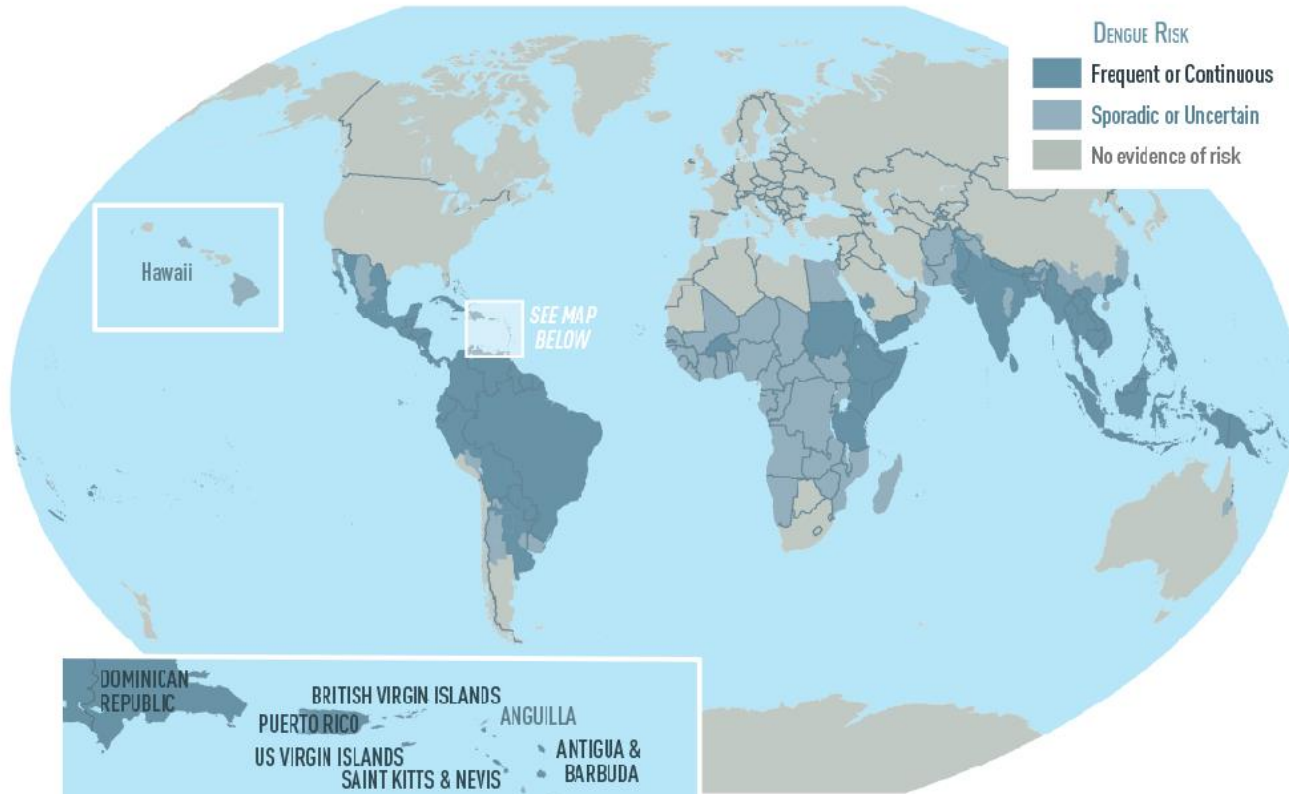 DENGUE RISK
Frequent or Continuous
Sporadic or Uncertain
No evidence of risk
Hawaii
SEE MAP
BELOW
DOMINICAN
REPUBLIC
BRITISH VIRGIN ISLANDS
PUERTO RICO
ANGUILLA
US VIRGIN ISLANDS
ANTIGUA &
BARBUDA
SAINT KITTS & NEVIS